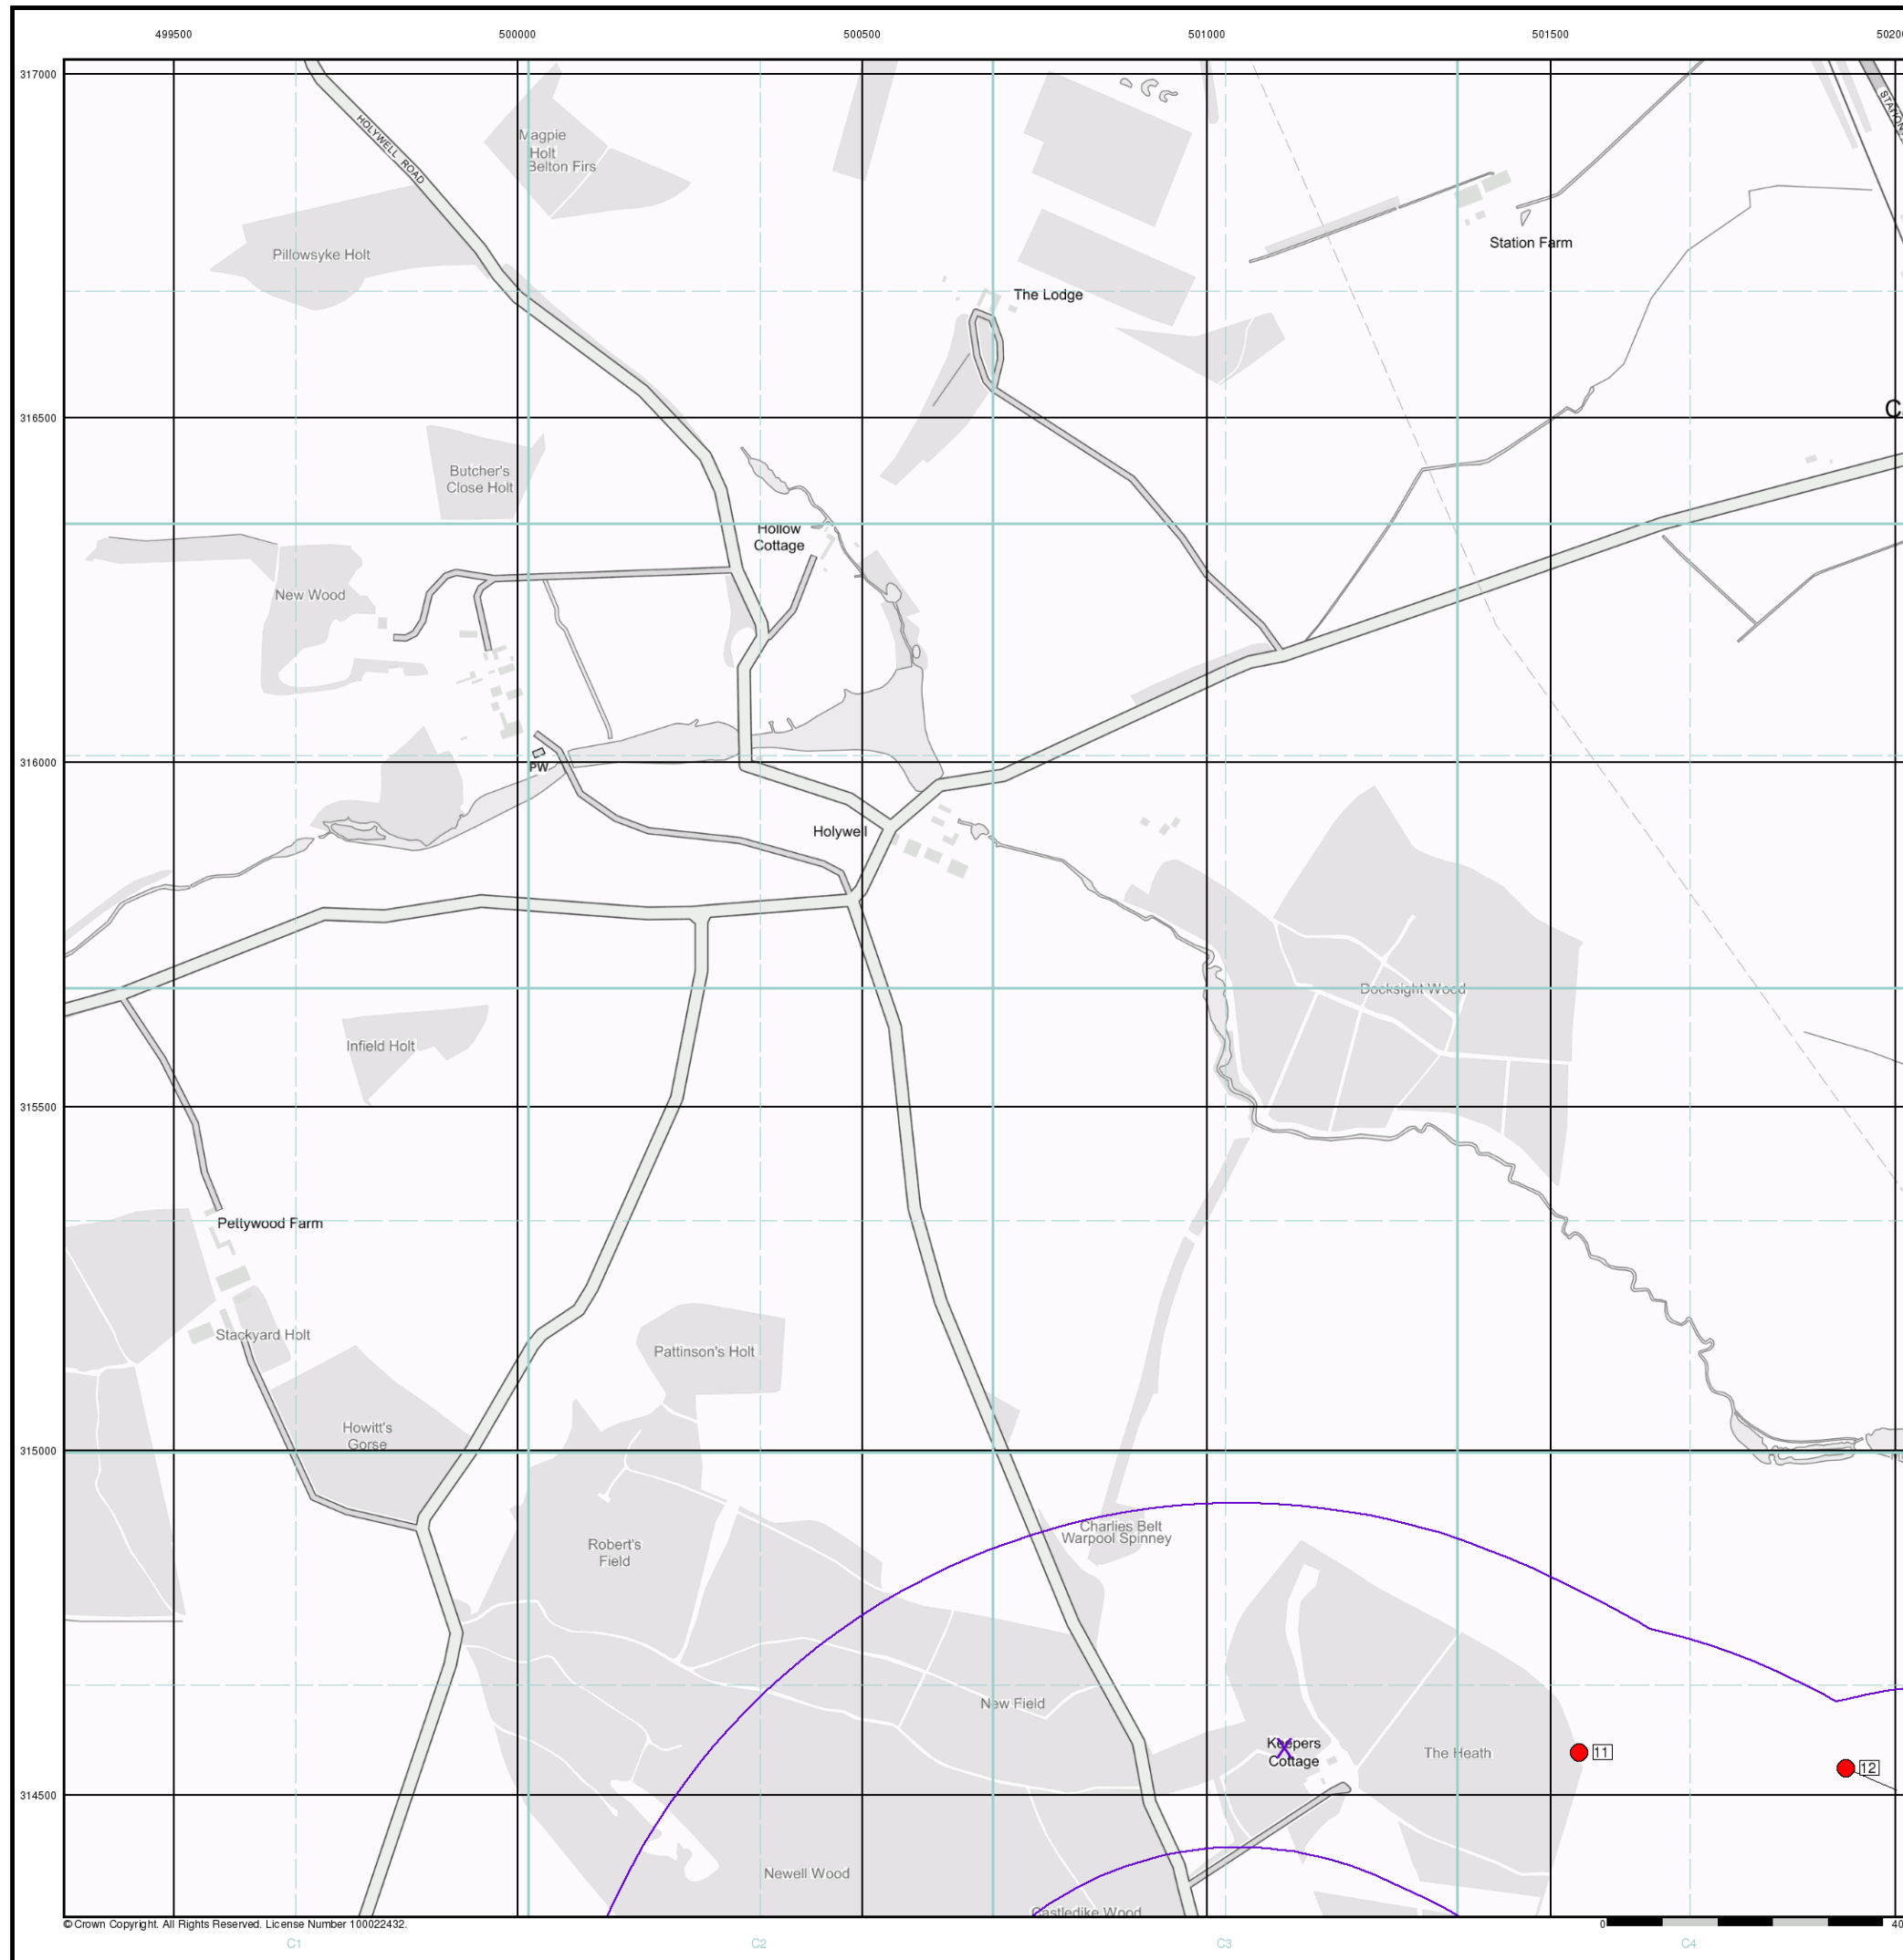 499500 500000 500500 501000 501500
317000
HOLYWELL ROAD
Magpie
Holt
Belton Firs
Pillowsyke Holt
Station Farm
The Lodge
316500
C
Butcher's
Close Holt
Hollow
Cottage
New Wood
316000
PW
Holywell
Docksight Wood
Infield Holt
315500
Pettywood Farm
Stackyard Holt
Pattinson's Holt
Howitt's
Gorse
315000
Charlies Belt
Warpool Spinney
Robert's
Field
New Field
Keepers
Cottage
The Heath
11
12
314500
Newell Wood
Castledike Wood
© Crown Copyright. All Rights Reserved. License Number 100022432.
0
C1 C2 C3 C4